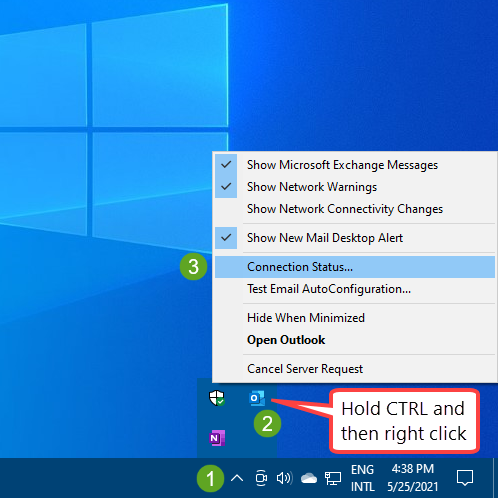 Show Microsoft Exchange Messages
Show Network Warnings
Show Network Connectivity Changes
Show New Mail Desktop Alert
3
Connection Status...
Test Email AutoConfiguration...
Hide When Minimized
Open Outlook
Cancel Server Request
2
Hold CTRL and
then right click
1
ENG
INTL
4:38 PM
5/25/2021